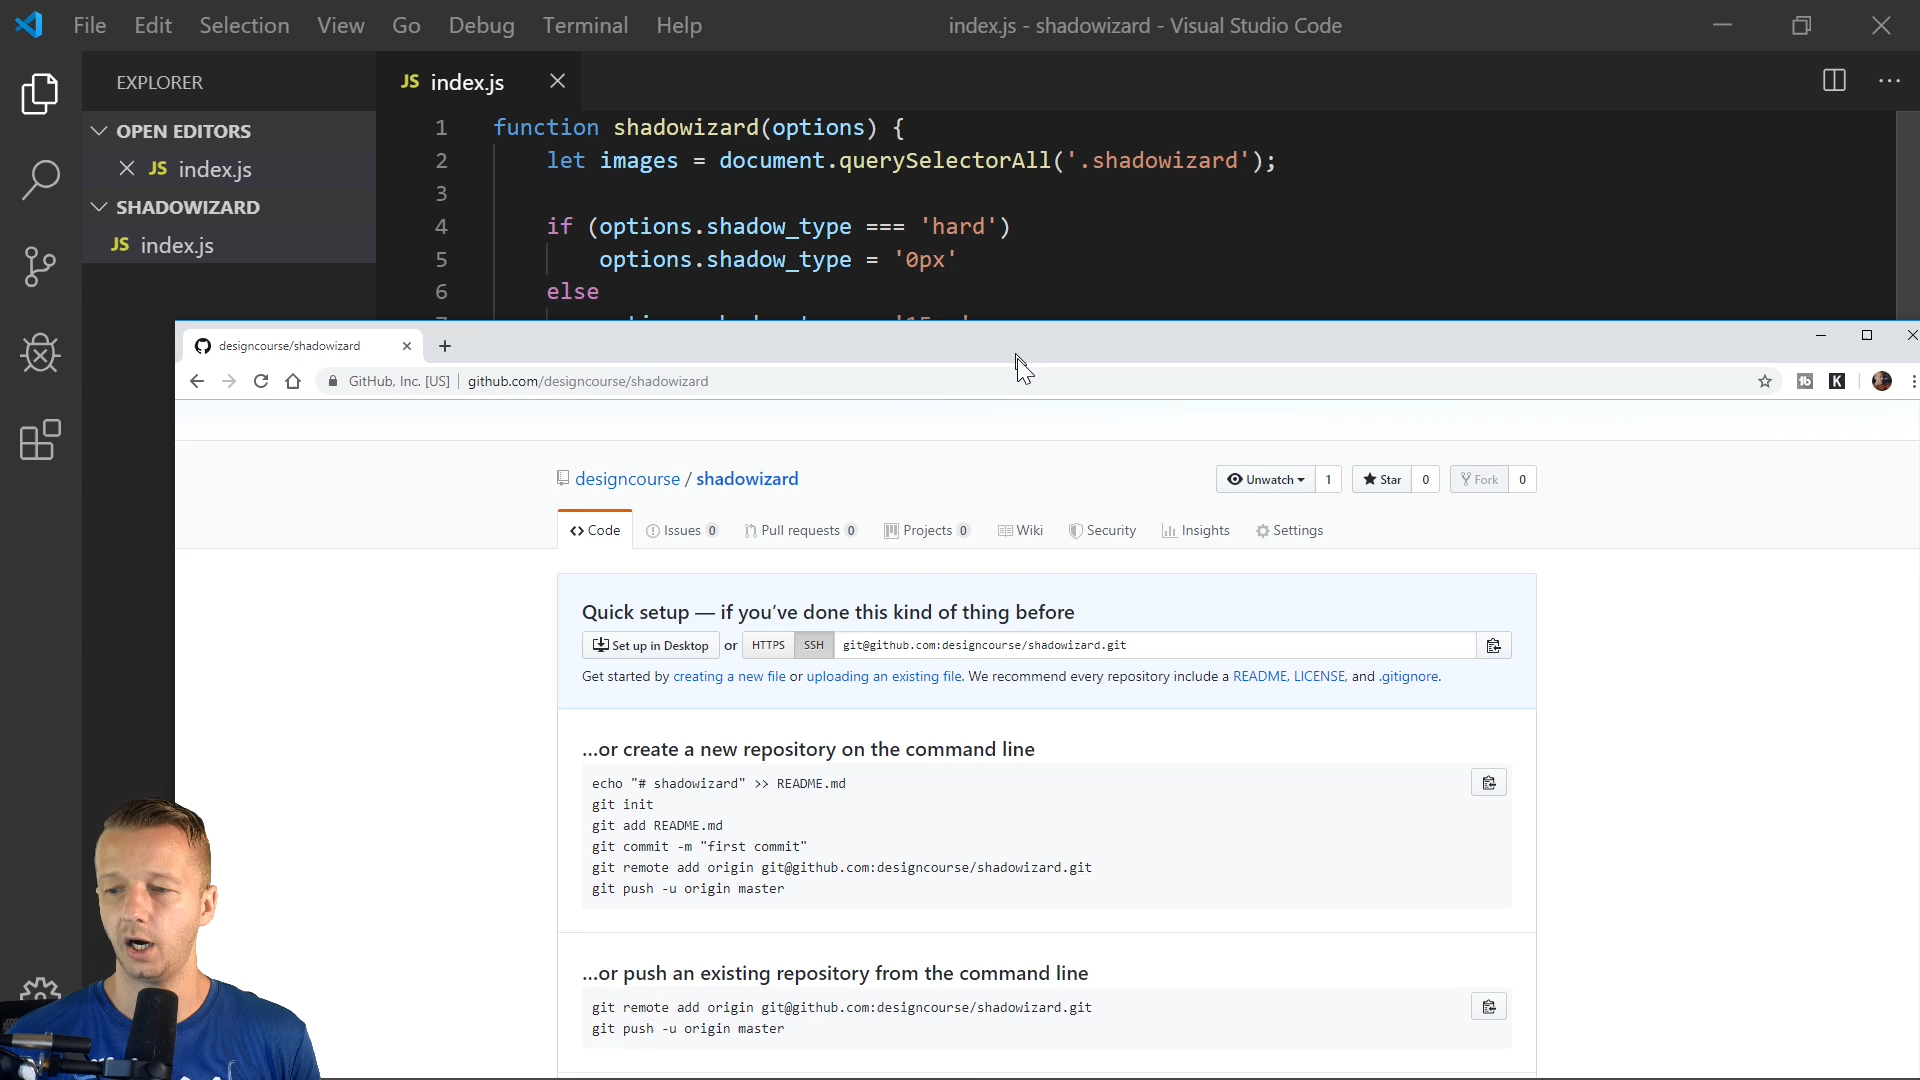 File Edit Selection View Go Debug Terminal Help
index.js - shadowizard - Visual Studio Code
EXPLORER
OPEN EDITORS
JS index.js
SHADOWIZARD
JS index.js
JS index.js
1 function shadowizard(options) {
2 let images = document.querySelectorAll('.shadowizard');
3
4 if (options.shadow_type === 'hard')
5 options.shadow_type = '0px'
6 else
designcourse/shadowizard
GitHub, Inc. [US] github.com/designcourse/shadowizard
designcourse / shadowizard
Unwatch 1 Star 0 Fork 0
Code Issues 0 Pull requests 0 Projects 0 Wiki Security Insights Settings
Quick setup — if you’ve done this kind of thing before
Set up in Desktop or HTTPS SSH git@github.com:designcourse/shadowizard.git
Get started by creating a new file or uploading an existing file. We recommend every repository include a README, LICENSE, and .gitignore.
…or create a new repository on the command line
echo "# shadowizard" >> README.md
git init
git add README.md
git commit -m "first commit"
git remote add origin git@github.com:designcourse/shadowizard.git
git push -u origin master
…or push an existing repository from the command line
git remote add origin git@github.com:designcourse/shadowizard.git
git push -u origin master